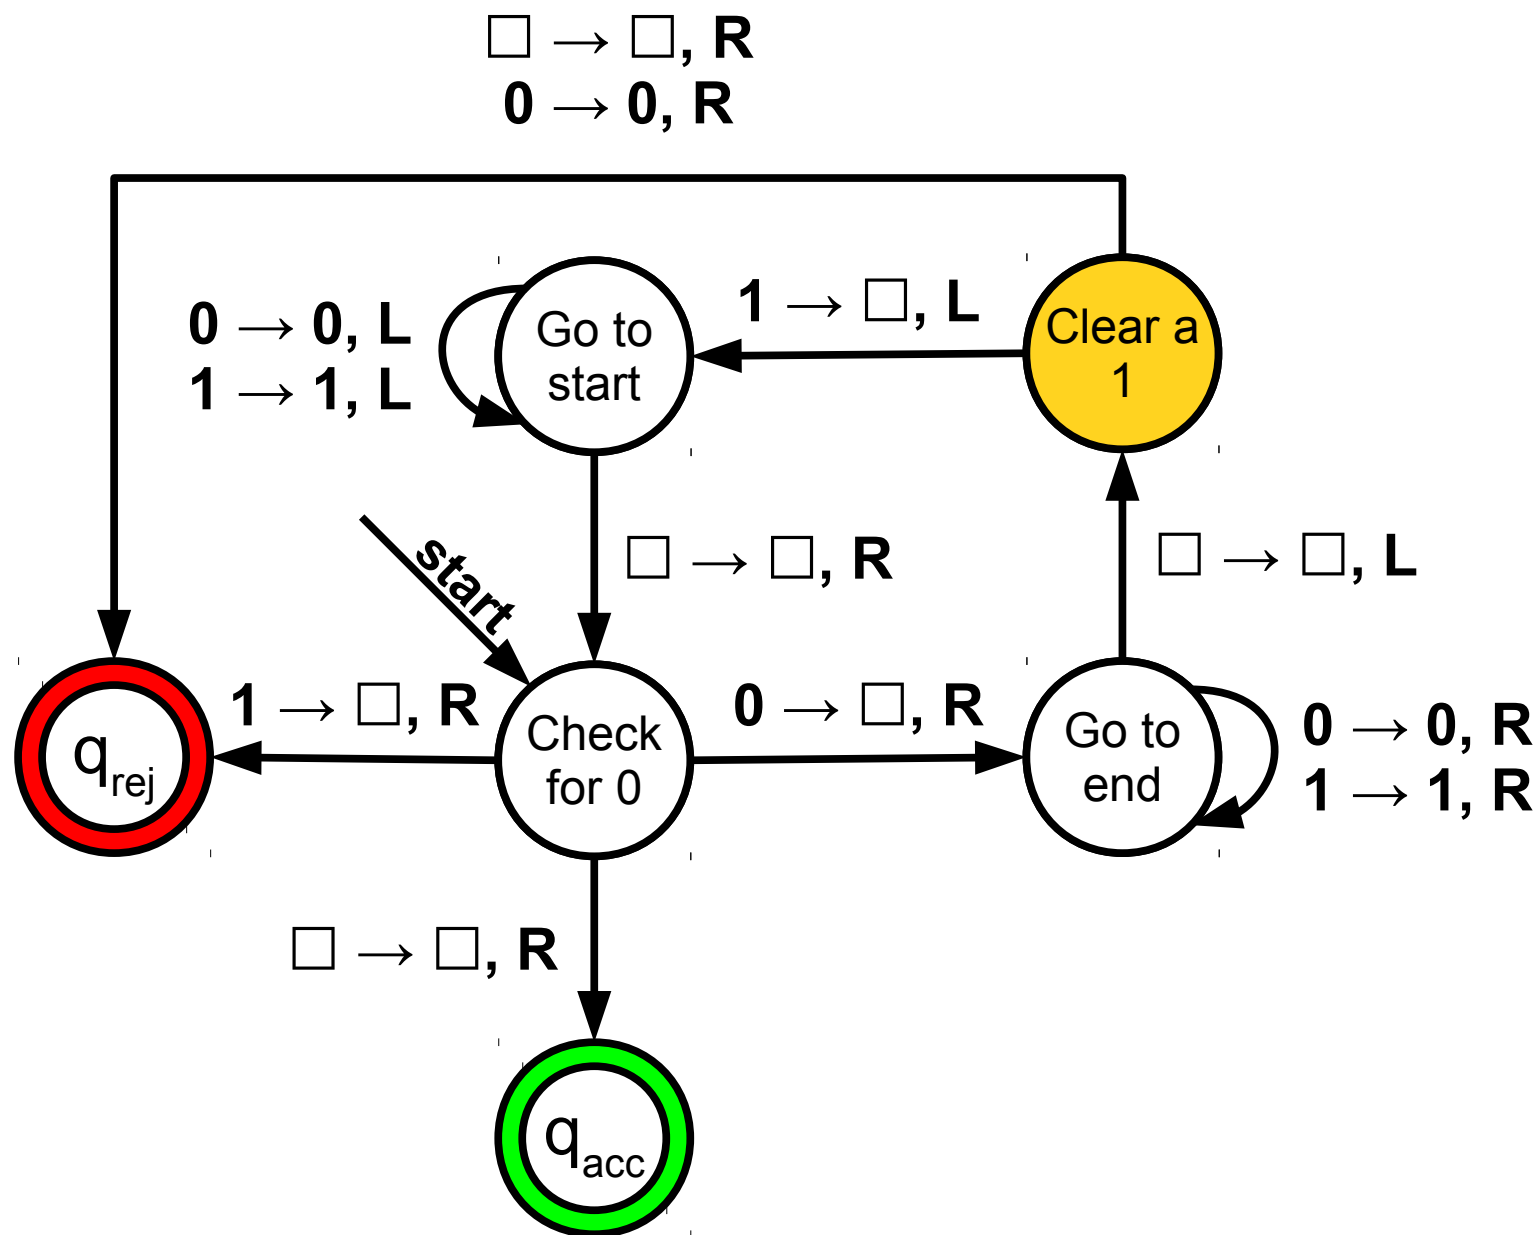 □ → □, R
0 → 0, R
0 → 0, L
1 → 1, L
Go to
start
1 → □, L
Clear a
1
start
□ → □, R
□ → □, L
q_rej
1 → □, R
Check
for 0
0 → □, R
Go to
end
0 → 0, R
1 → 1, R
□ → □, R
q_acc